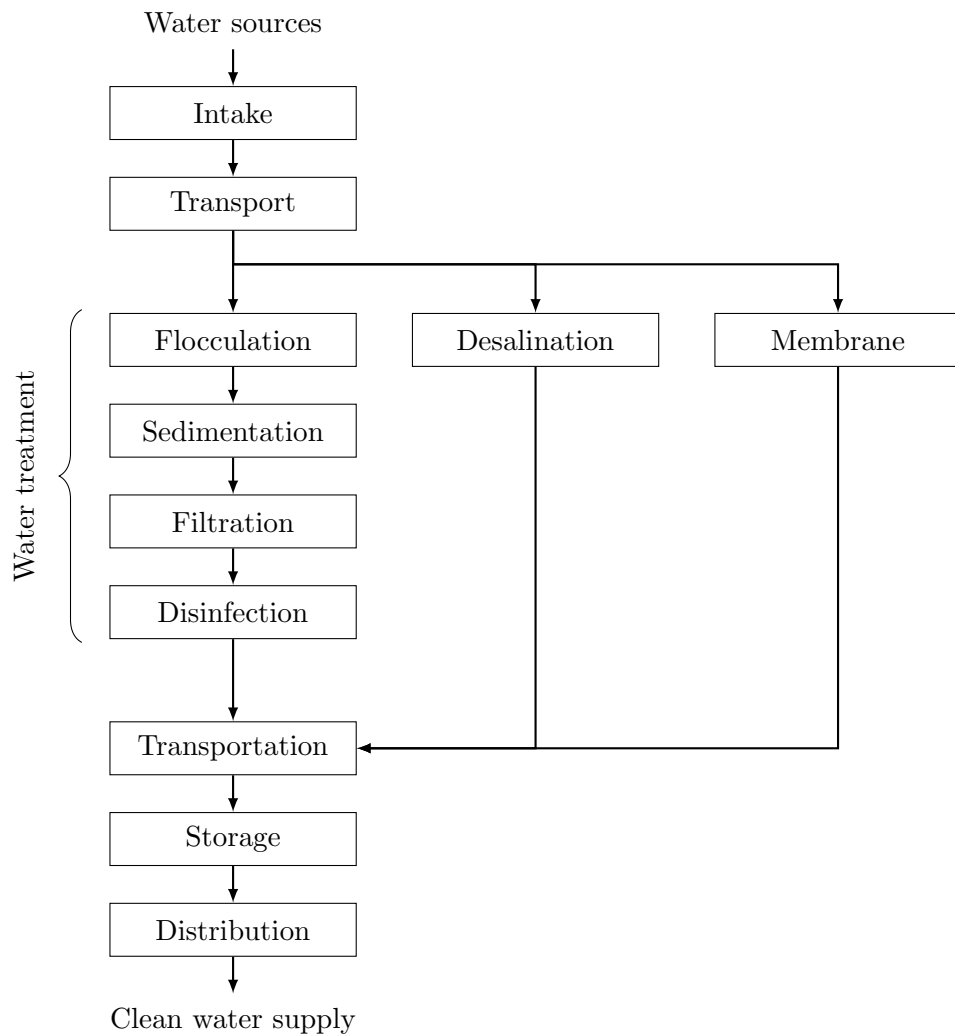 Water sources
Intake
Transport
Flocculation
Desalination
Membrane
Sedimentation
Filtration
Disinfection
Water treatment
Transportation
Storage
Distribution
Clean water supply